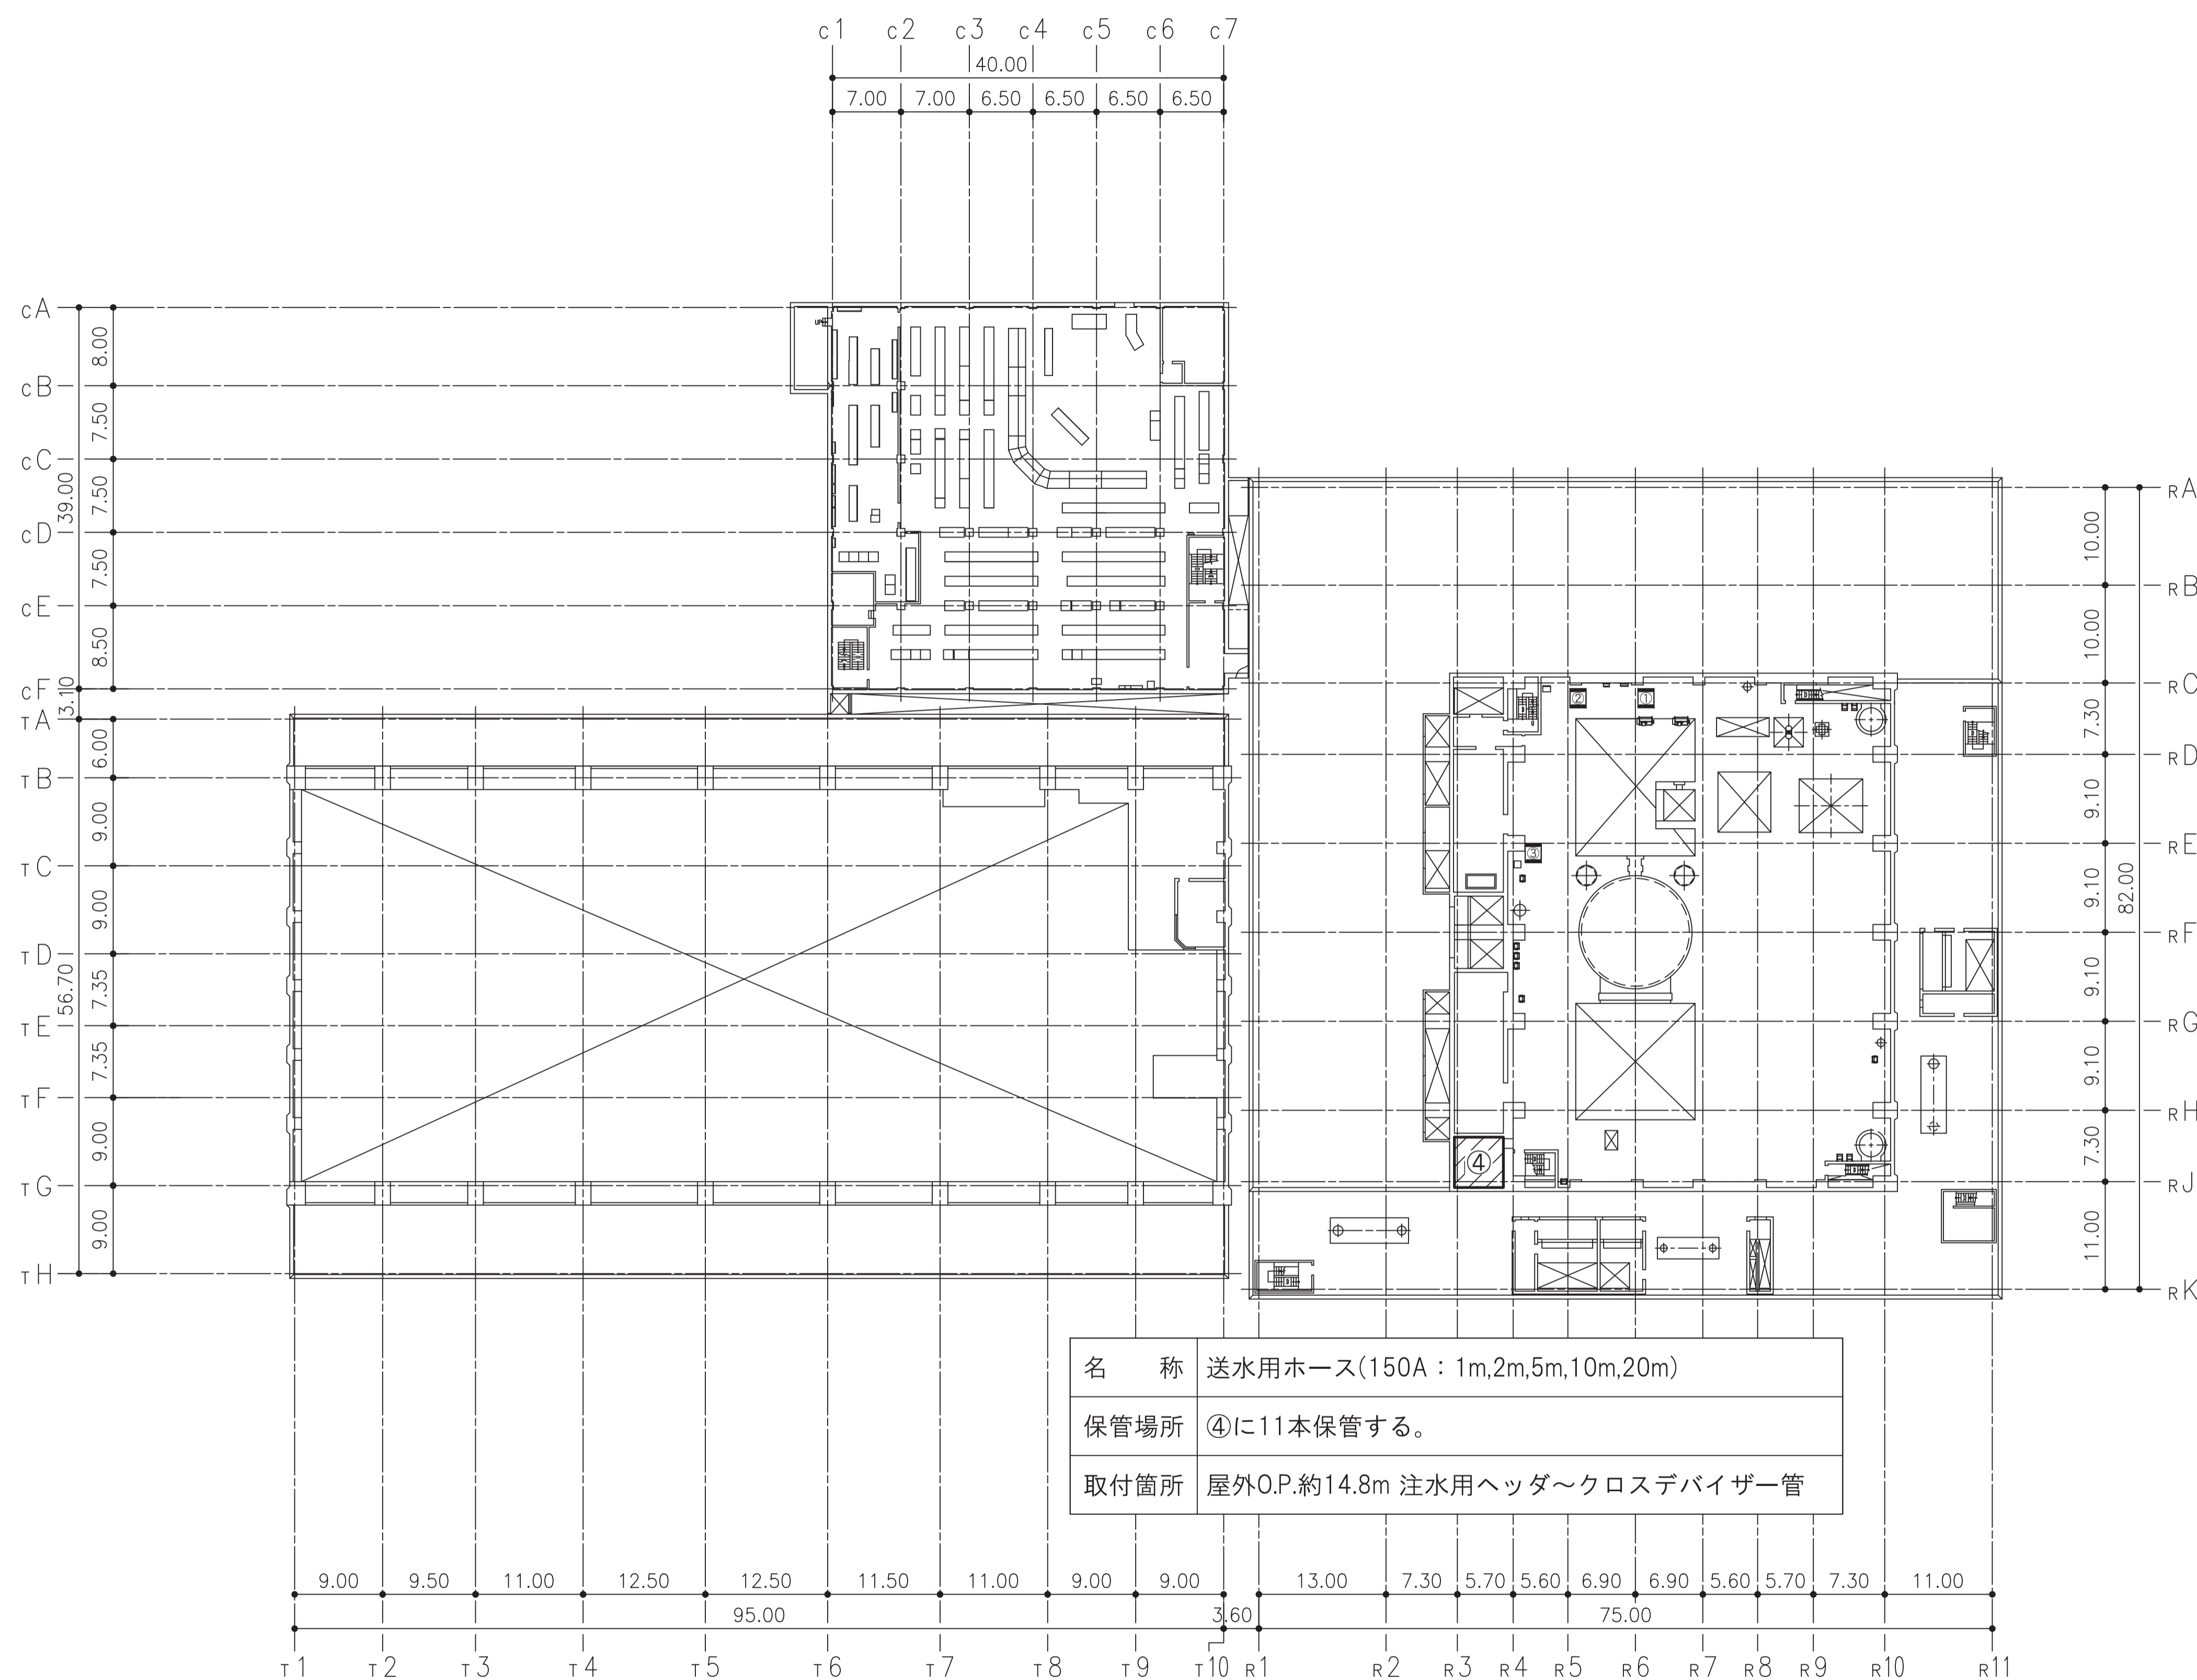 c1 c2 c3 c4 c5 c6 c7
40.00
7.00 7.00 6.50 6.50 6.50 6.50
cA
8.00
cB
7.50
cC
7.50
39.00
cD
7.50
cE
8.50
cF
3.10
TA
6.00
TB
9.00
TC
9.00
TD
56.70
7.35
TE
7.35
TF
9.00
TG
9.00
TH
UP
② ①
③
④
RA
10.00
RB
10.00
RC
7.30
RD
9.10
RE
9.10
82.00
RF
9.10
RG
9.10
RH
7.30
RJ
11.00
RK
名 称 送水用ホース(150A：1m,2m,5m,10m,20m)
保管場所 ④に11本保管する。
取付箇所 屋外O.P.約14.8m 注水用ヘッダ～クロスデバイザー管
9.00 9.50 11.00 12.50 12.50 11.50 11.00 9.00 9.00 13.00 7.30 5.70 5.60 6.90 6.90 5.60 5.70 7.30 11.00
95.00 3.60 75.00
T1 T2 T3 T4 T5 T6 T7 T8 T9 T10 R1 R2 R3 R4 R5 R6 R7 R8 R9 R10 R11